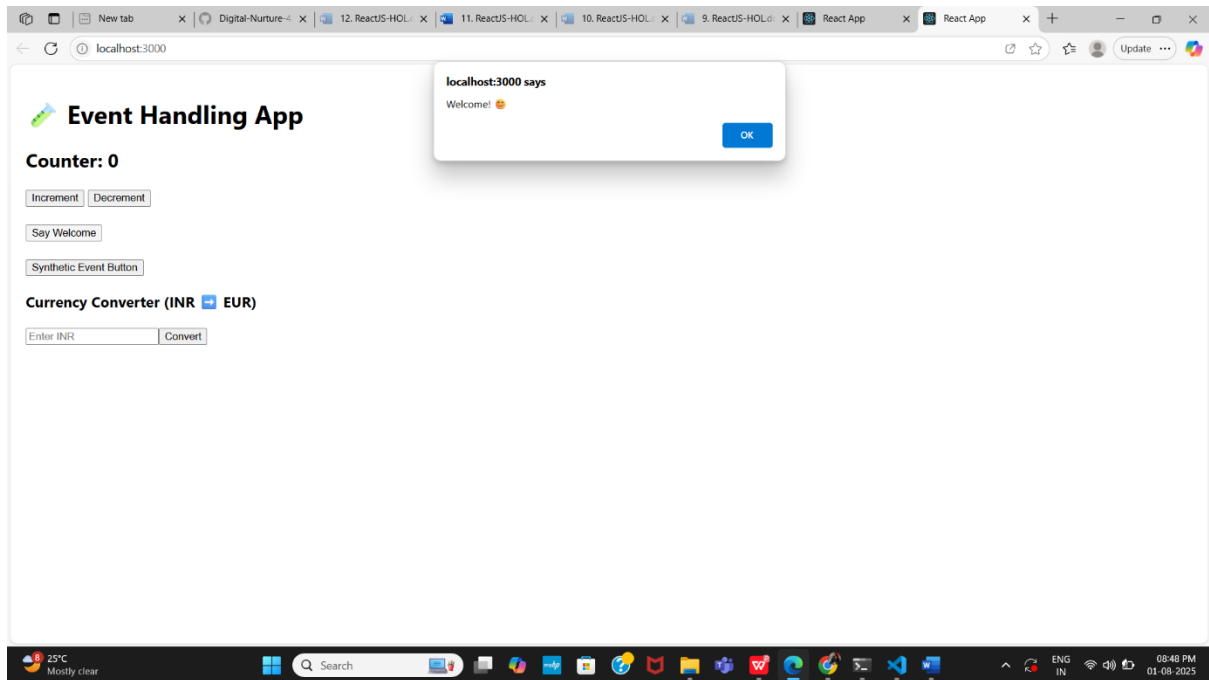 New tab
Digital-Nurture-4
12. ReactJS-HOL.
11. ReactJS-HOL.
10. ReactJS-HOL.
9. ReactJS-HOL.d
React App
React App
localhost:3000
Update
localhost:3000 says
Welcome! 😊
OK
🧪 Event Handling App
Counter: 0
Increment Decrement
Say Welcome
Synthetic Event Button
Currency Converter (INR ➡️ EUR)
Enter INR Convert
8
25°C
Mostly clear
Search
ENG
IN
08:48 PM
01-08-2025